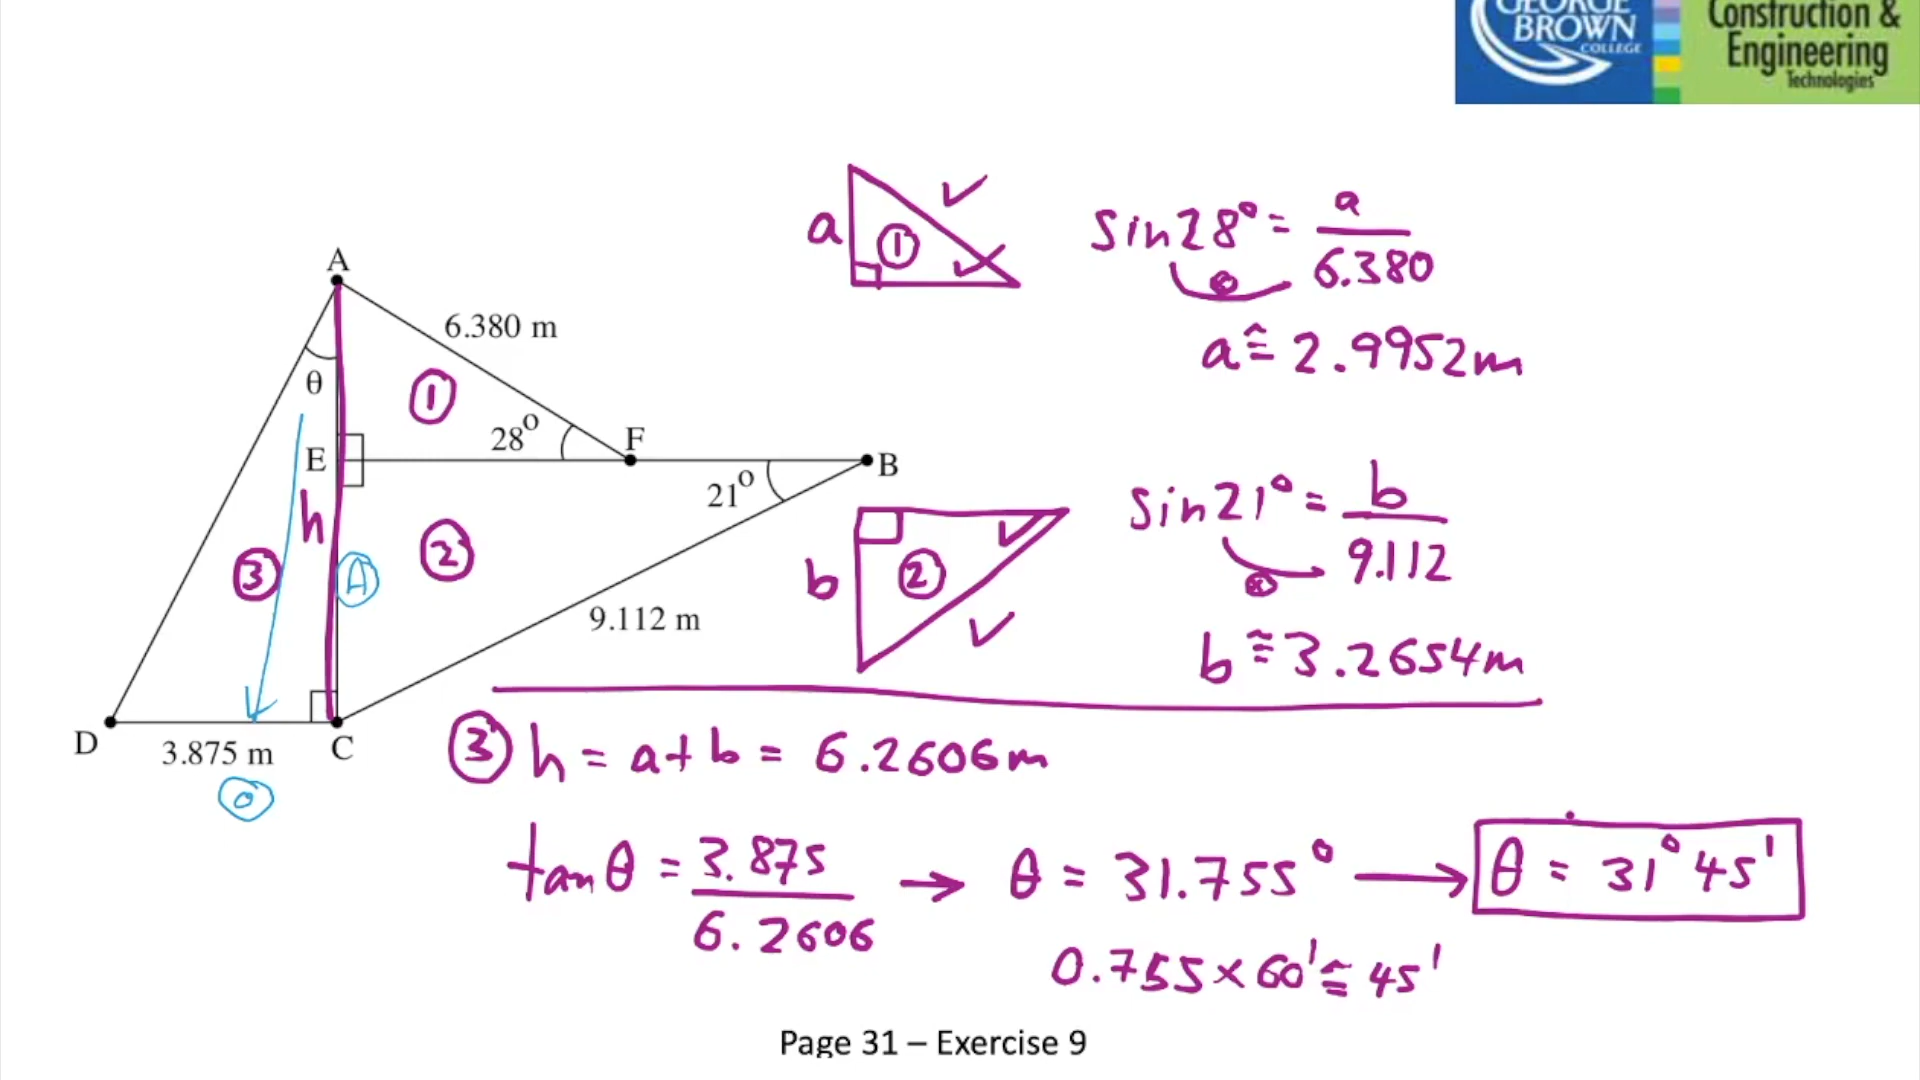 GEORGE
BROWN
COLLEGE
Construction &
Engineering
Technologies
A
6.380 m
θ
①
28°
E
F
B
21°
h
③
A
②
9.112 m
D
3.875 m
C
O
a
①
sin28° = a/6.380
⊗
a ≅ 2.9952m
b
②
sin21° = b/9.112
⊗
b ≅ 3.2654m
③ h = a + b = 6.2606m
tanθ = 3.875/6.2606 → θ = 31.755° → θ = 31°45'
0.755 × 60' ≅ 45'
Page 31 – Exercise 9